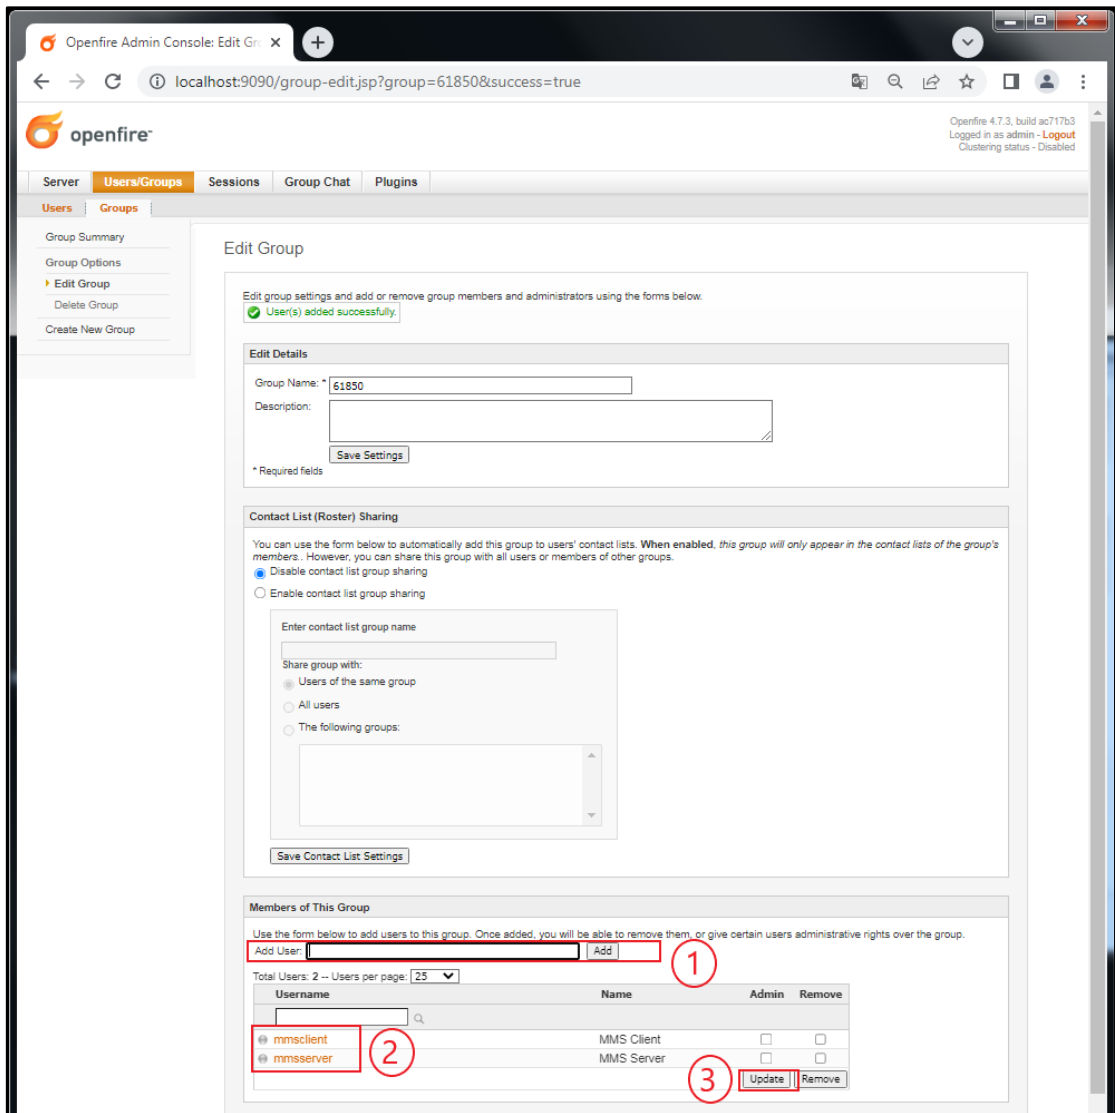 Openfire Admin Console: Edit Gr
localhost:9090/group-edit.jsp?group=61850&success=true
openfire™
Openfire 4.7.3, build ac717b3
Logged in as admin - Logout
Clustering status - Disabled
Server Users/Groups Sessions Group Chat Plugins
Users Groups
Group Summary
Group Options
Edit Group
Delete Group
Create New Group
Edit Group
Edit group settings and add or remove group members and administrators using the forms below.
User(s) added successfully.
Edit Details
Group Name: * 61850
Description:
Save Settings
* Required fields
Contact List (Roster) Sharing
You can use the form below to automatically add this group to users' contact lists. When enabled, this group will only appear in the contact lists of the group's
members.. However, you can share this group with all users or members of other groups.
Disable contact list group sharing
Enable contact list group sharing
Enter contact list group name
Share group with:
Users of the same group
All users
The following groups:
Save Contact List Settings
Members of This Group
Use the form below to add users to this group. Once added, you will be able to remove them, or give certain users administrative rights over the group.
Add User: Add
1
Total Users: 2 -- Users per page: 25
Username Name Admin Remove
mmsclient MMS Client
2
mmsserver MMS Server
3 Update Remove